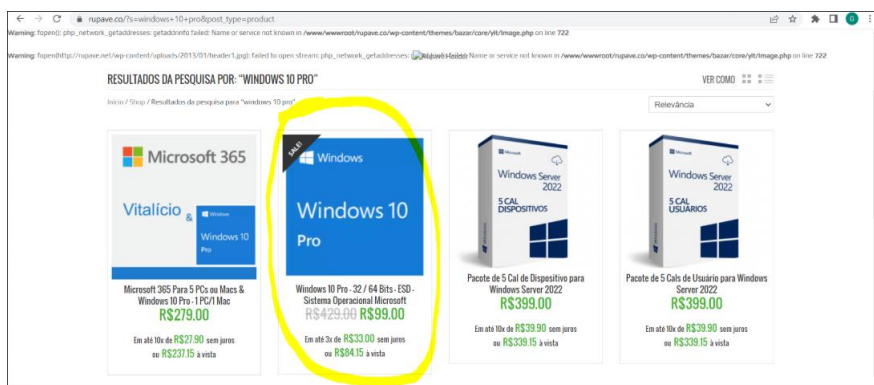 rupave.co/?s=windows+10+pro&post_type=product
Warning: fopen(): php_network_getaddresses: getaddrinfo failed: Name or service not known in /www/wwwroot/rupave.co/wp-content/themes/bazar/core/yit/Image.php on line 722
Warning: fopen(http://rupave.net/wp-content/uploads/2013/01/header1.jpg): failed to open stream: php_network_getaddresses: getaddrinfo failed: Name or service not known in /www/wwwroot/rupave.co/wp-content/themes/bazar/core/yit/Image.php on line 722
RESULTADOS DA PESQUISA POR: “WINDOWS 10 PRO”
VER COMO
Início / Shop / Resultados da pesquisa para "windows 10 pro"
Relevância
Microsoft 365
Vitalício &
Windows
Windows 10
Pro
Microsoft 365 Para 5 PCs ou Macs &
Windows 10 Pro - 1 PC/1 Mac
R$279.00
Em até 10x de R$27.90 sem juros
ou R$237.15 à vista
SALE!
Windows
Windows 10
Pro
Windows 10 Pro - 32 / 64 Bits - ESD -
Sistema Operacional Microsoft
R$429.00 R$99.00
Em até 3x de R$33.00 sem juros
ou R$84.15 à vista
Microsoft
Windows Server
2022
5 CAL
DISPOSITIVOS
Pacote de 5 Cal de Dispositivo para
Windows Server 2022
R$399.00
Em até 10x de R$39.90 sem juros
ou R$339.15 à vista
Microsoft
Windows Server
2022
5 CAL
USUÁRIOS
Pacote de 5 Cals de Usuário para Windows
Server 2022
R$399.00
Em até 10x de R$39.90 sem juros
ou R$339.15 à vista